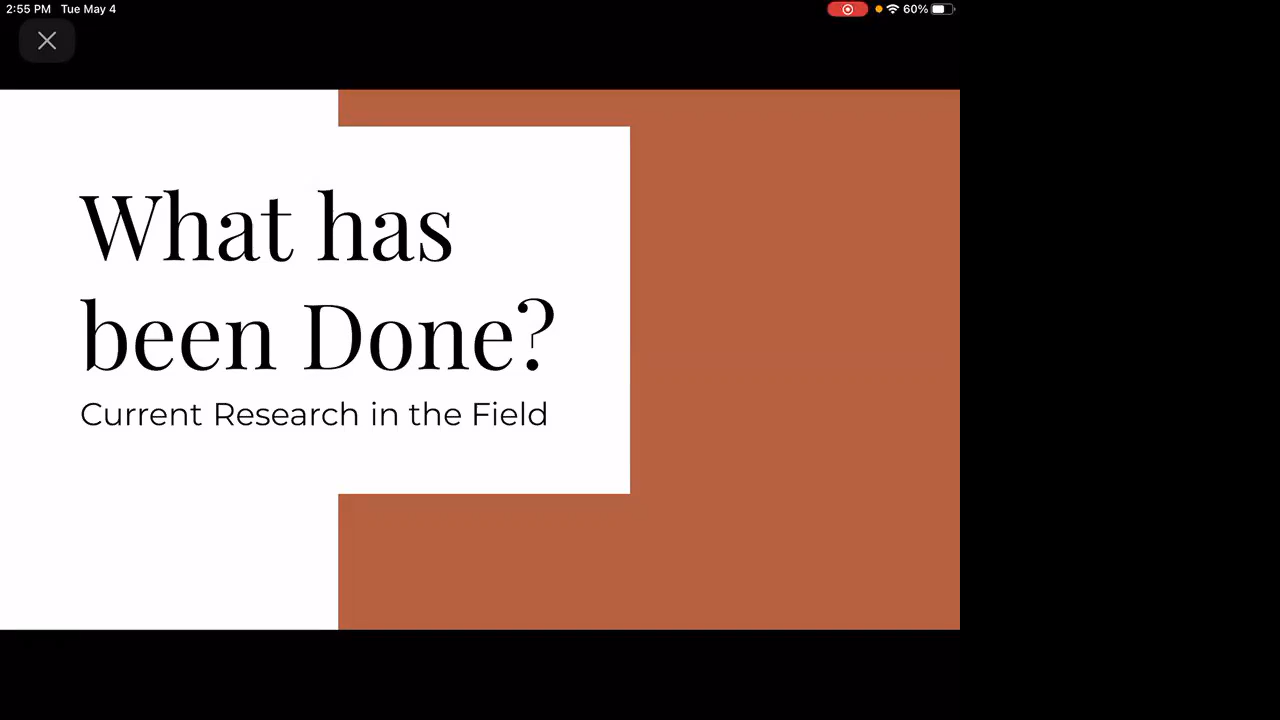 2:55 PM Tue May 4
60%
What has
been Done?
Current Research in the Field